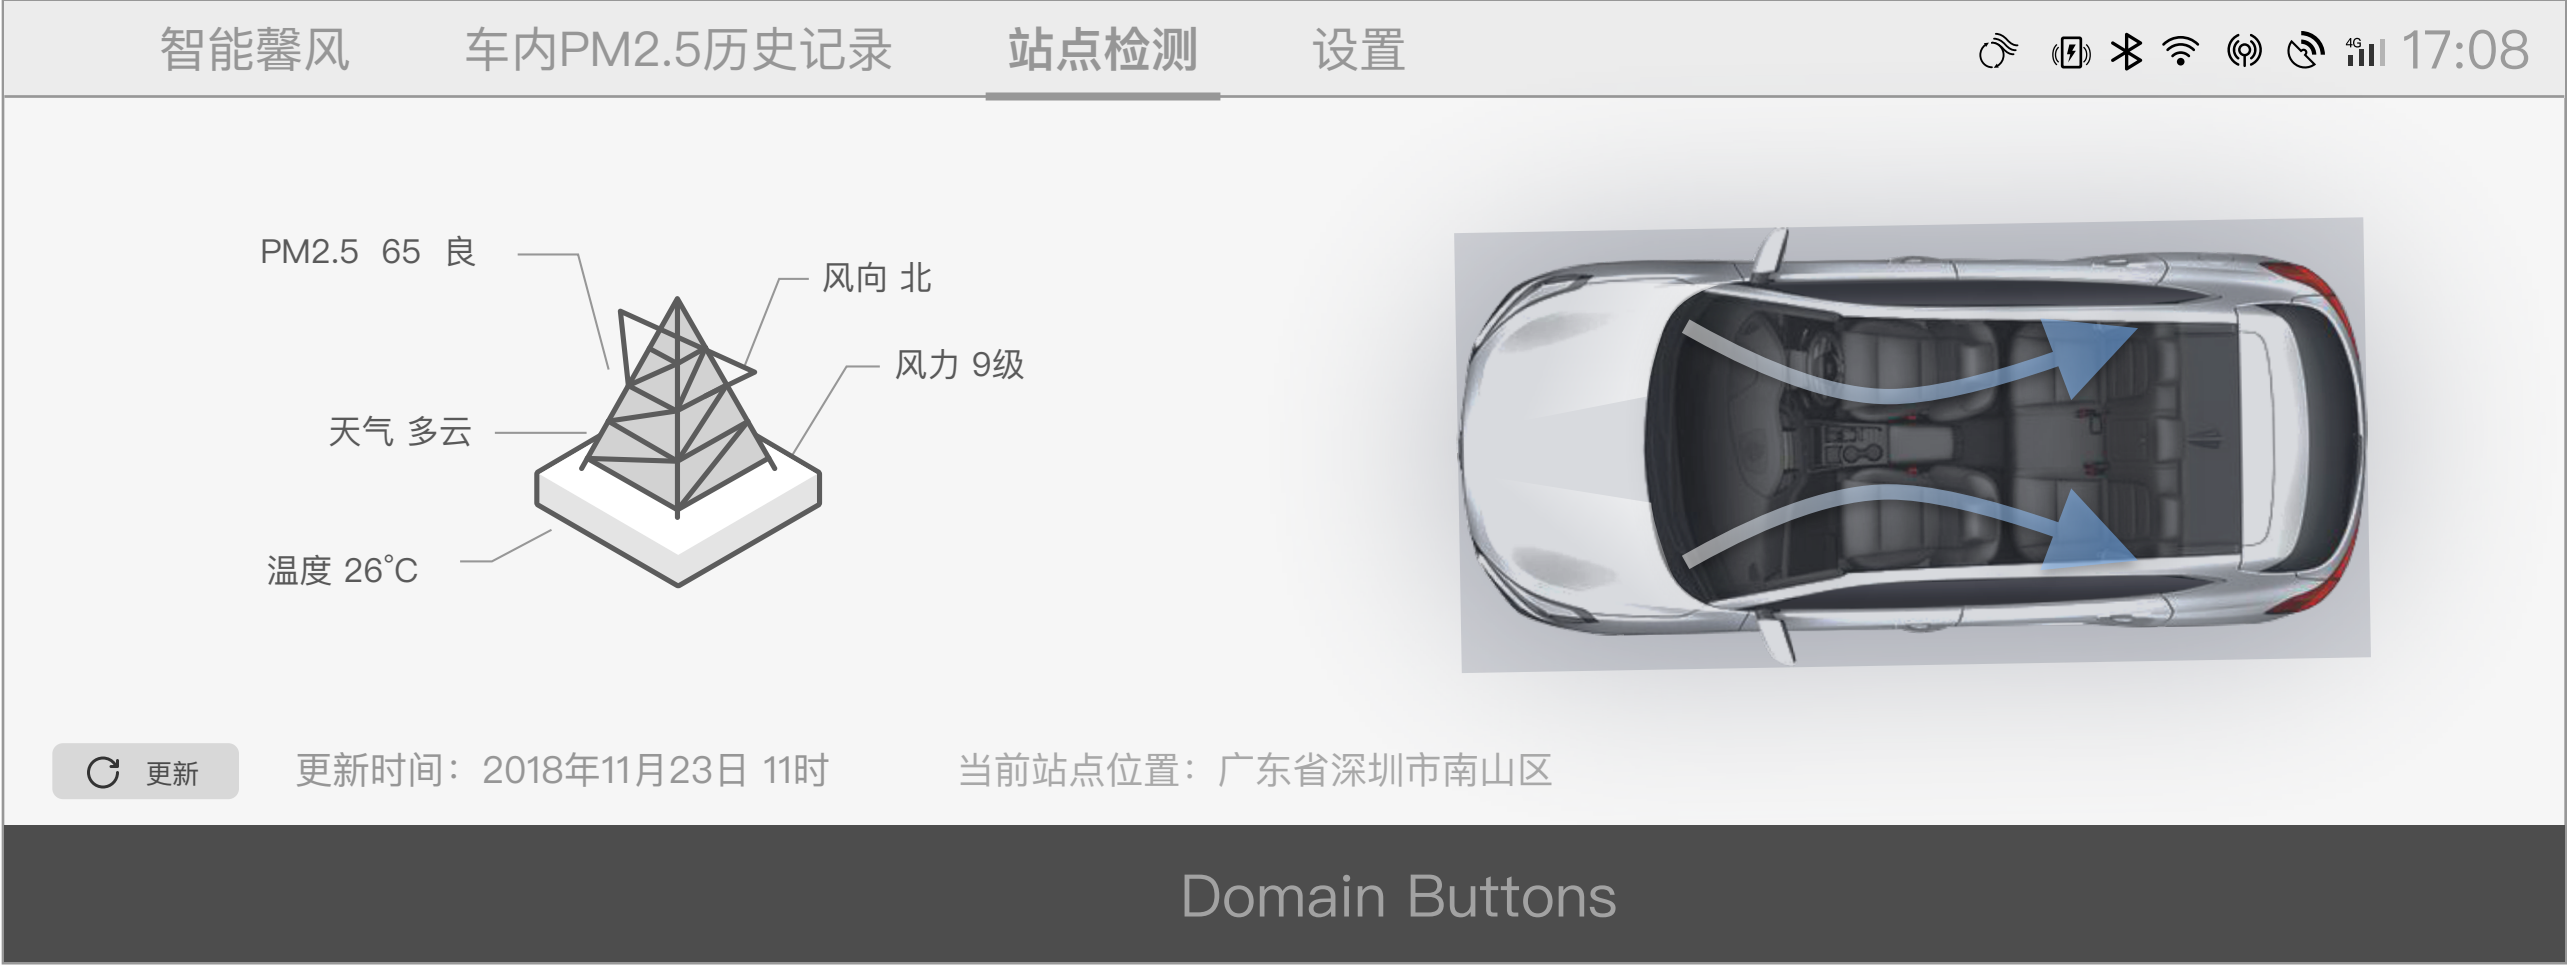 智能馨风 车内PM2.5历史记录 站点检测 设置 4G 17:08
PM2.5 65 良
风向 北
风力 9级
天气 多云
温度 26°C
更新 更新时间：2018年11月23日 11时 当前站点位置：广东省深圳市南山区
Domain Buttons